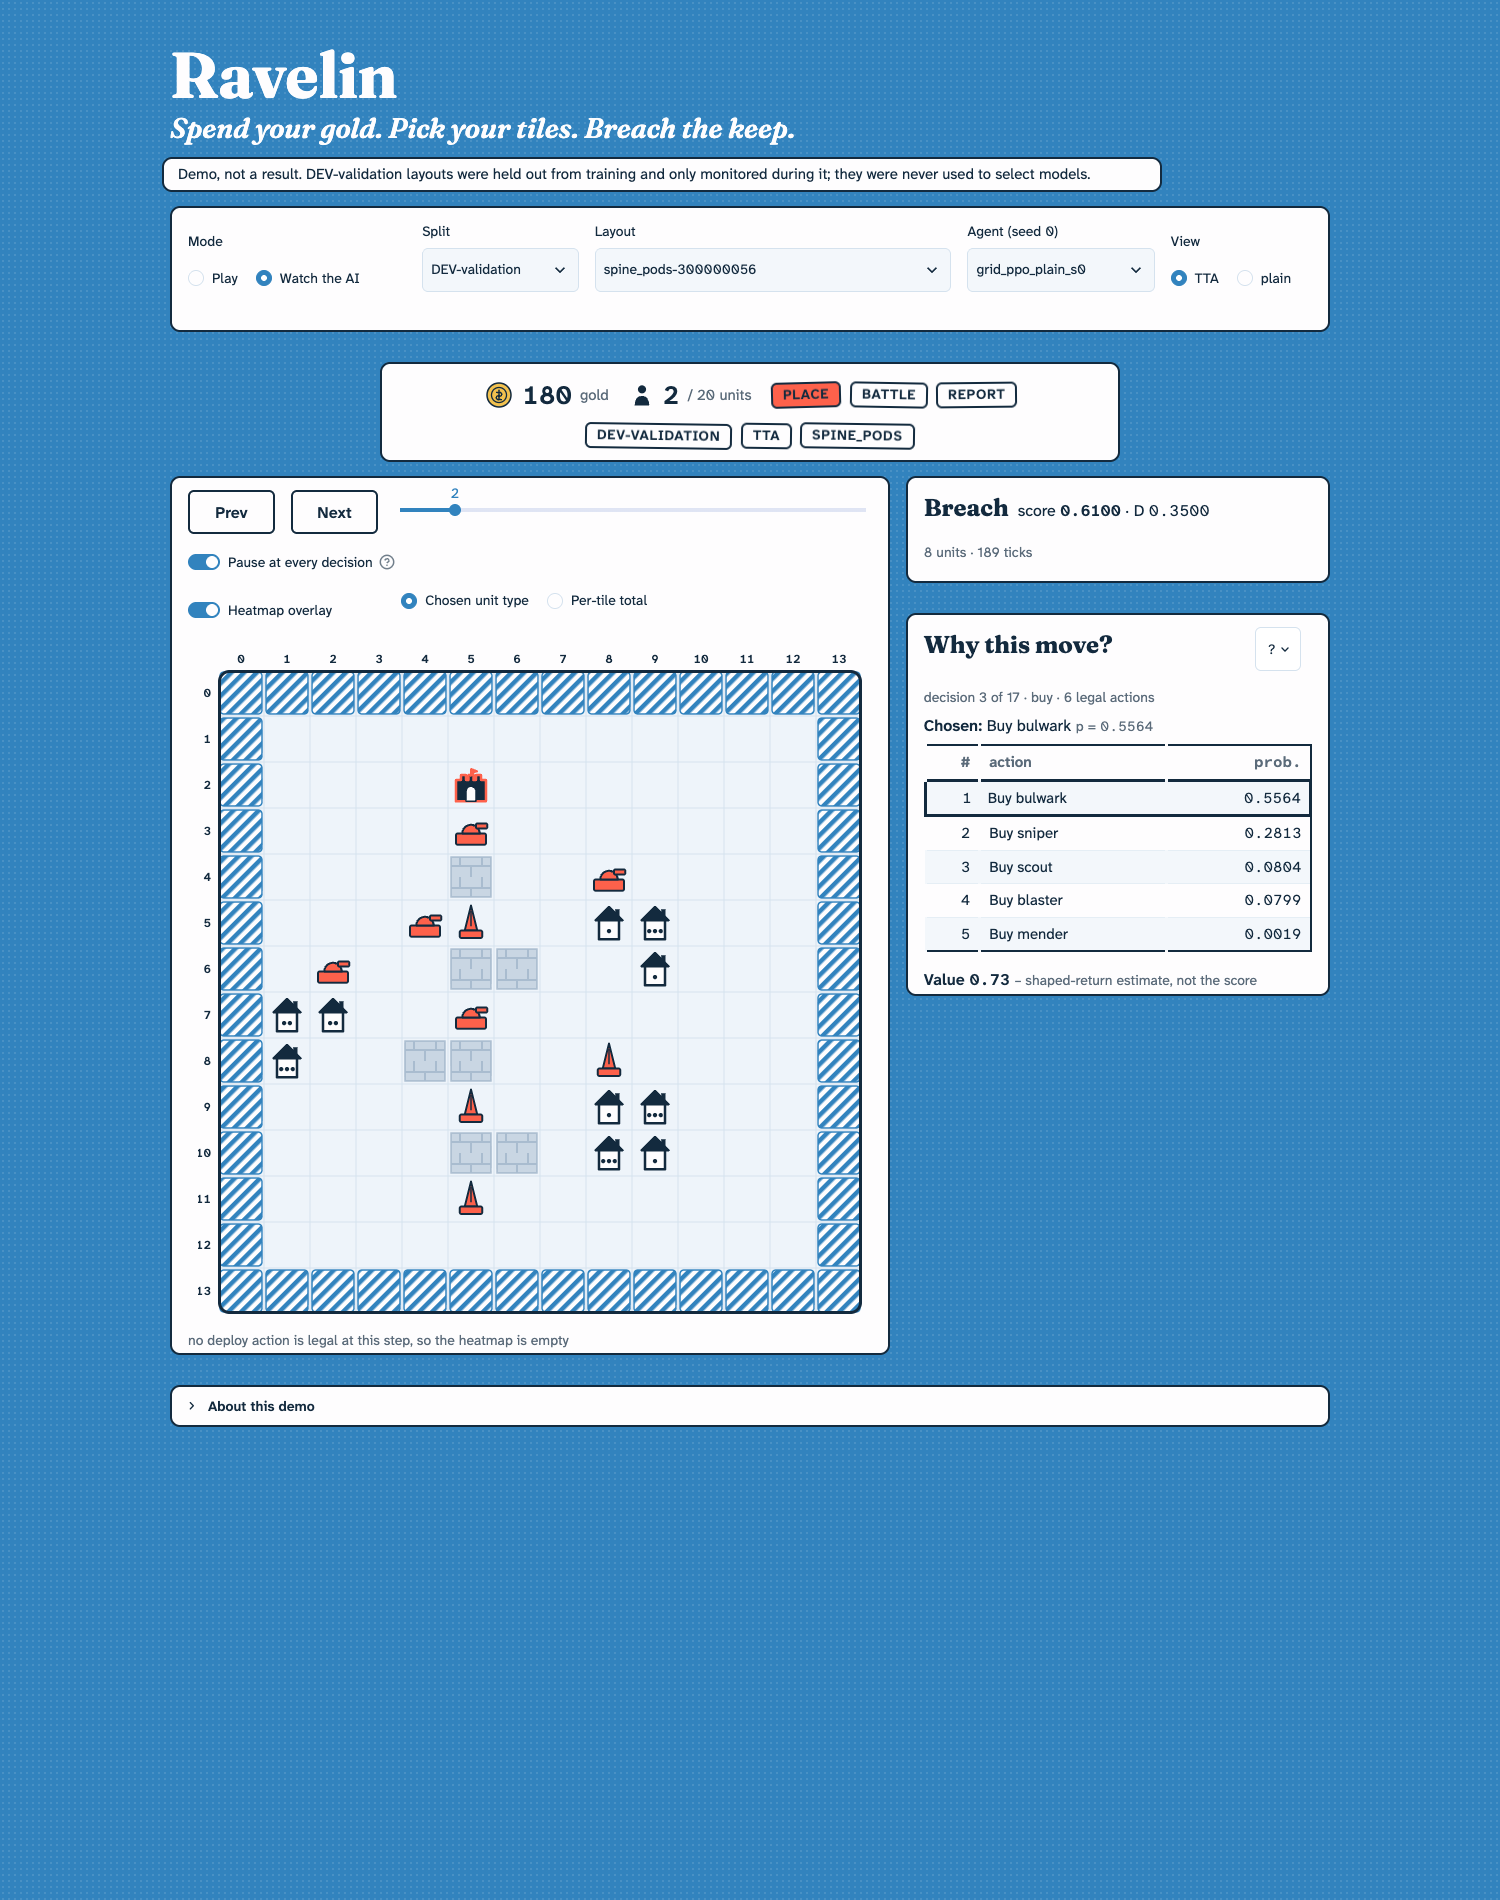 Ravelin
Spend your gold. Pick your tiles. Breach the keep.
Demo, not a result. DEV-validation layouts were held out from training and only monitored during it; they were never used to select models.
Mode
Play Watch the AI
Split
DEV-validation
Layout
spine_pods-300000056
Agent (seed 0)
grid_ppo_plain_s0
View
TTA plain
180 gold 2 / 20 units PLACE BATTLE REPORT
DEV-VALIDATION TTA SPINE_PODS
Prev Next 2
Pause at every decision ?
Heatmap overlay Chosen unit type Per-tile total
0 1 2 3 4 5 6 7 8 9 10 11 12 13
0
1
2
3
4
5
6
7
8
9
10
11
12
13
no deploy action is legal at this step, so the heatmap is empty
Breach score 0.6100 · D 0.3500
8 units · 189 ticks
Why this move? ?
decision 3 of 17 · buy · 6 legal actions
Chosen: Buy bulwark p = 0.5564
# action prob.
1 Buy bulwark 0.5564
2 Buy sniper 0.2813
3 Buy scout 0.0804
4 Buy blaster 0.0799
5 Buy mender 0.0019
Value 0.73 – shaped-return estimate, not the score
About this demo